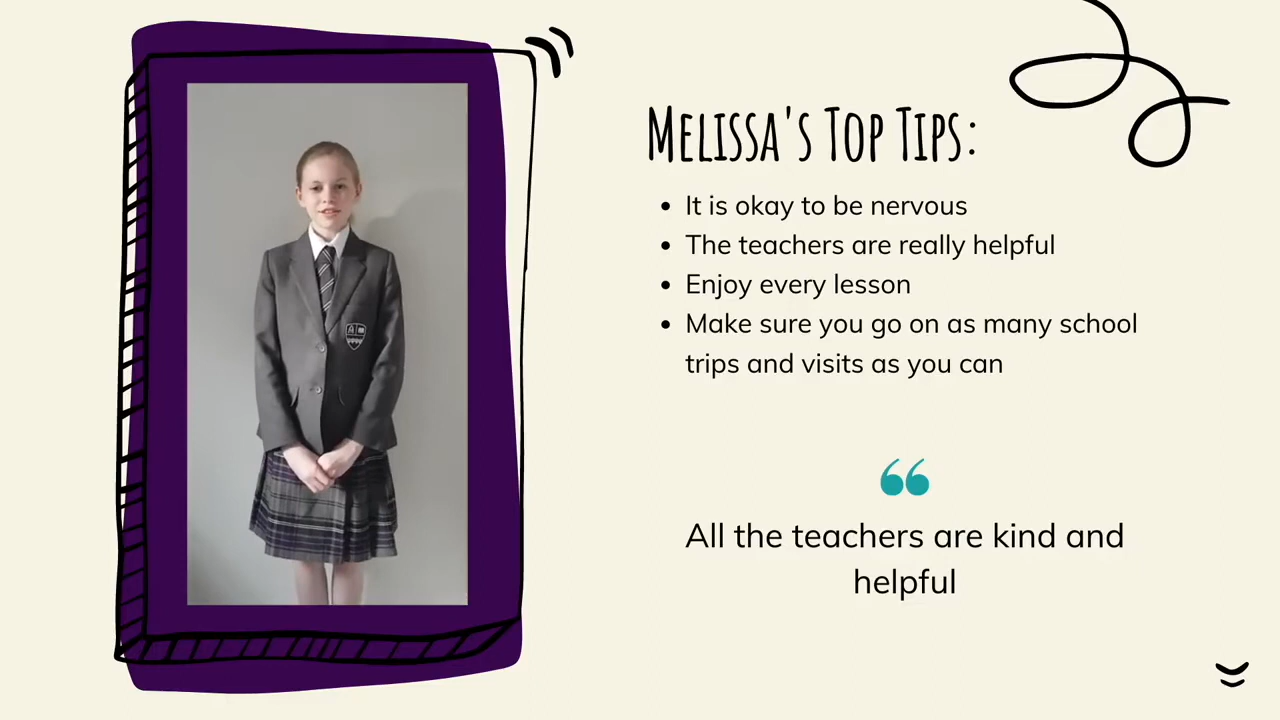 Melissa's Top Tips:
It is okay to be nervous
The teachers are really helpful
Enjoy every lesson
Make sure you go on as many school
trips and visits as you can
All the teachers are kind and
helpful